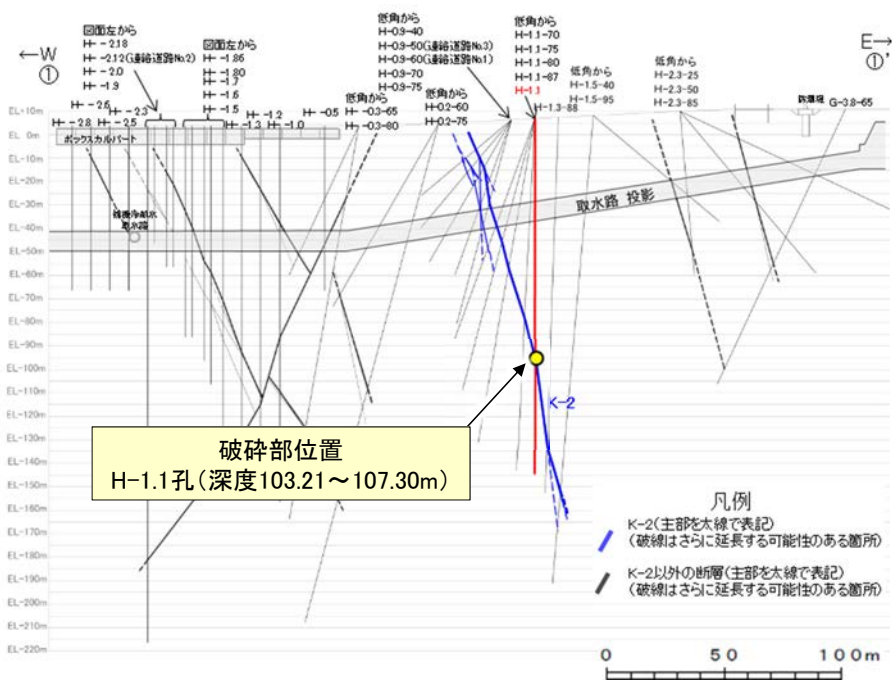 ←W
①
E→
①'
図面左から
H- -2.18
H- -2.12(連絡道路No.2)
H- -2.0
H- -1.9
図面左から
H- -1.86
H- -1.80
H- -1.7
H- -1.6
H- -1.5
低角から
H-0.9-40
H-0.9-50(連絡道路No.3)
H-0.9-60(連絡道路No.1)
H-0.9-70
H-0.9-75
低角から
H-1.1-70
H-1.1-75
H-1.1-80
H-1.1-87
H-1.1
低角から
H-1.5-40
H-1.5-95
低角から
H-2.3-25
H-2.3-50
H-2.3-85
低角から
H- -0.3-65
H- -0.3-80
低角から
H-0.2-60
H-0.2-75
H-1.3-88
防潮堤
G-3.8-65
H- -2.8
H- -2.6
H- -2.5
H- -2.3
H- -1.3
H- -1.2
H- -1.0
H- -0.5
ボックスカルバート
取水路
取水路 投影
EL+10m
EL 0m
EL-10m
EL-20m
EL-30m
EL-40m
EL-50m
EL-60m
EL-70m
EL-80m
EL-90m
EL-100m
EL-110m
EL-120m
EL-130m
EL-140m
EL-150m
EL-160m
EL-170m
EL-180m
EL-190m
EL-200m
EL-210m
EL-220m
K-2
破砕部位置
H-1.1孔(深度103.21～107.30m)
凡例
K-2(主部を太線で表記)
(破線はさらに延長する可能性のある箇所)
K-2以外の断層(主部を太線で表記)
(破線はさらに延長する可能性のある箇所)
0 50 100m